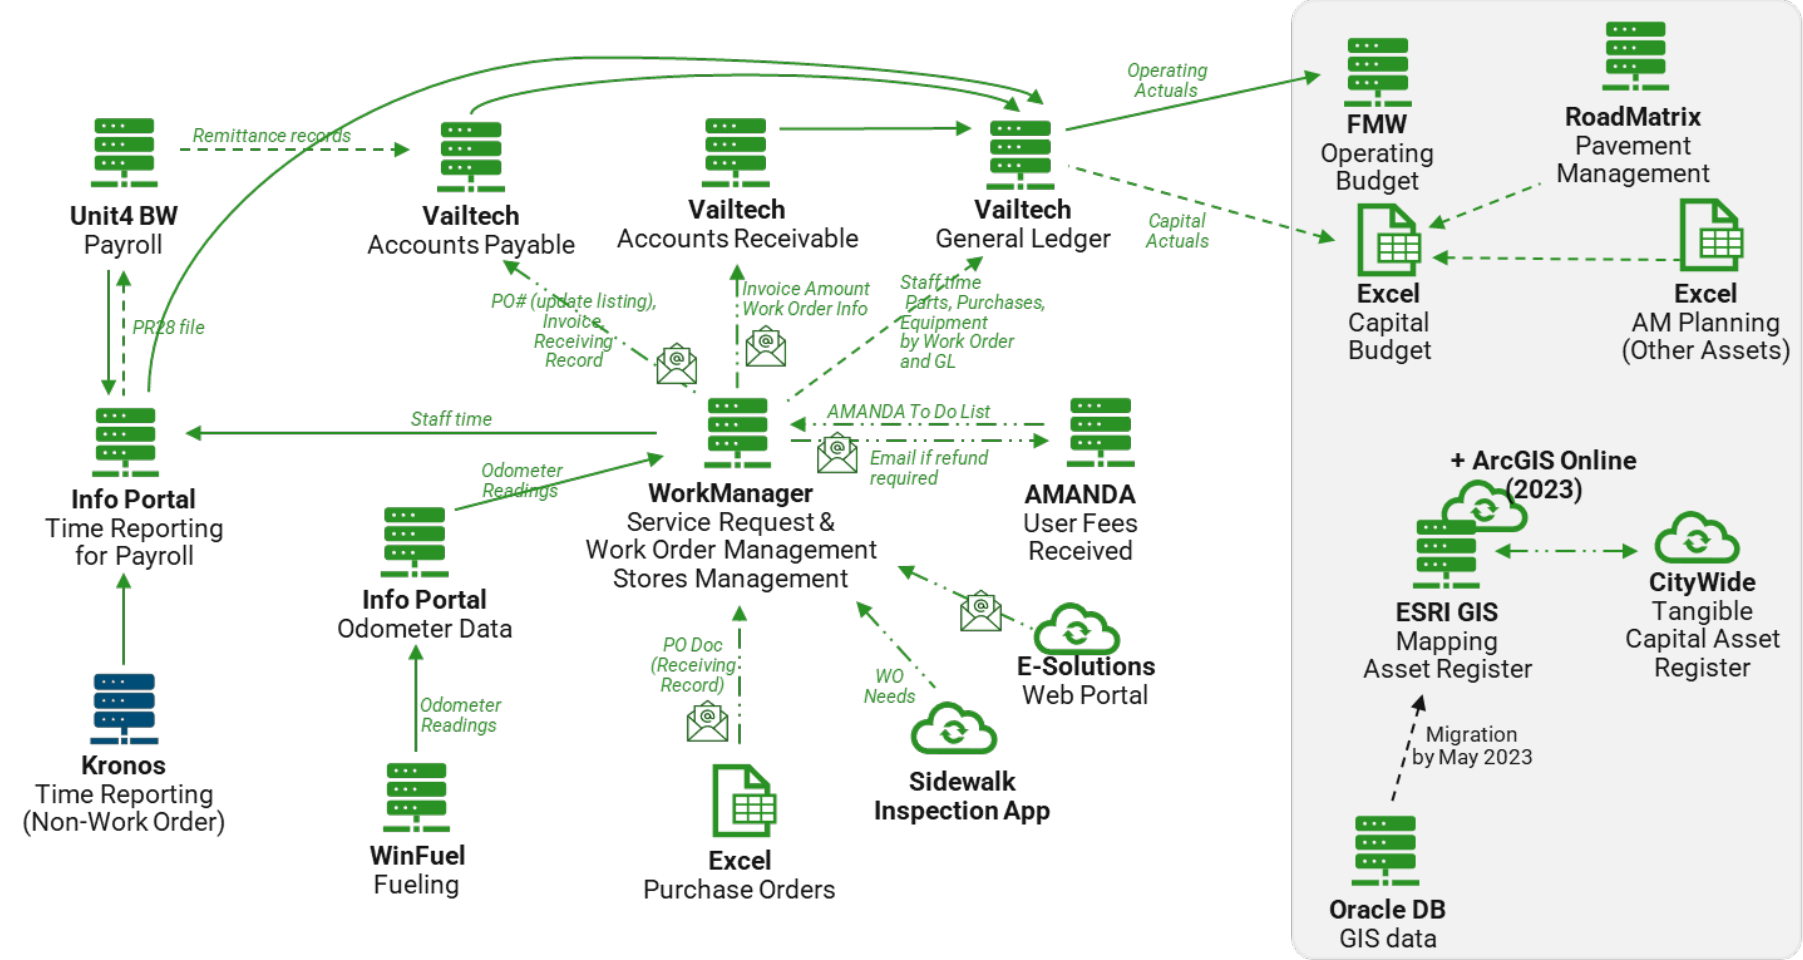 Operating
Actuals
FMW
Operating
Budget
RoadMatrix
Pavement
Management
Remittance records
Unit4 BW
Payroll
Vailtech
Accounts Payable
Vailtech
Accounts Receivable
Vailtech
General Ledger
Capital
Actuals
Excel
Capital
Budget
Excel
AM Planning
(Other Assets)
PR28 file
PO# (update listing),
Invoice,
Receiving
Record
Invoice Amount
Work Order Info
Staff time
Parts, Purchases,
Equipment
by Work Order
and GL
@
@
Staff time
AMANDA To Do List
@
Email if refund
required
Odometer
Readings
Info Portal
Time Reporting
for Payroll
WorkManager
Service Request &
Work Order Management
Stores Management
AMANDA
User Fees
Received
+ ArcGIS Online
(2023)
ESRI GIS
Mapping
Asset Register
CityWide
Tangible
Capital Asset
Register
Info Portal
Odometer Data
@
E-Solutions
Web Portal
PO Doc
(Receiving
Record)
@
WO
Needs
Odometer
Readings
Migration
by May 2023
Kronos
Time Reporting
(Non-Work Order)
WinFuel
Fueling
Excel
Purchase Orders
Sidewalk
Inspection App
Oracle DB
GIS data